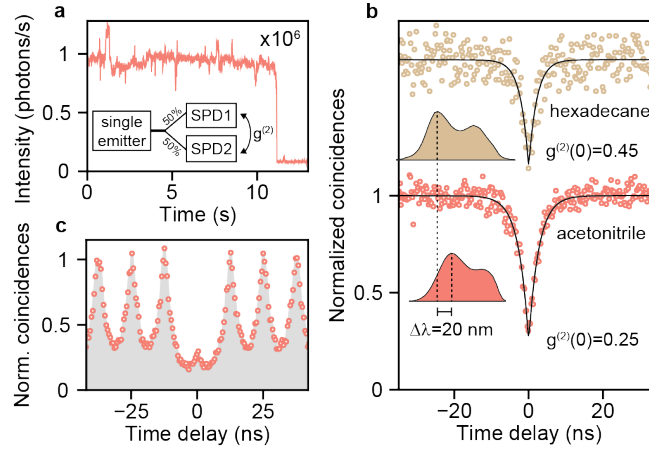 a
Intensity (photons/s)
1
0.5
0
x10⁶
single
emitter
50%
50%
SPD1
SPD2
g⁽²⁾
0
5
10
Time (s)
b
Normalized coincidences
hexadecane
g⁽²⁾(0)=0.45
1
acetonitrile
0.5
Δλ=20 nm
g⁽²⁾(0)=0.25
0
−20
0
20
Time delay (ns)
c
Norm. coincidences
1
0.5
0
−25
0
25
Time delay (ns)